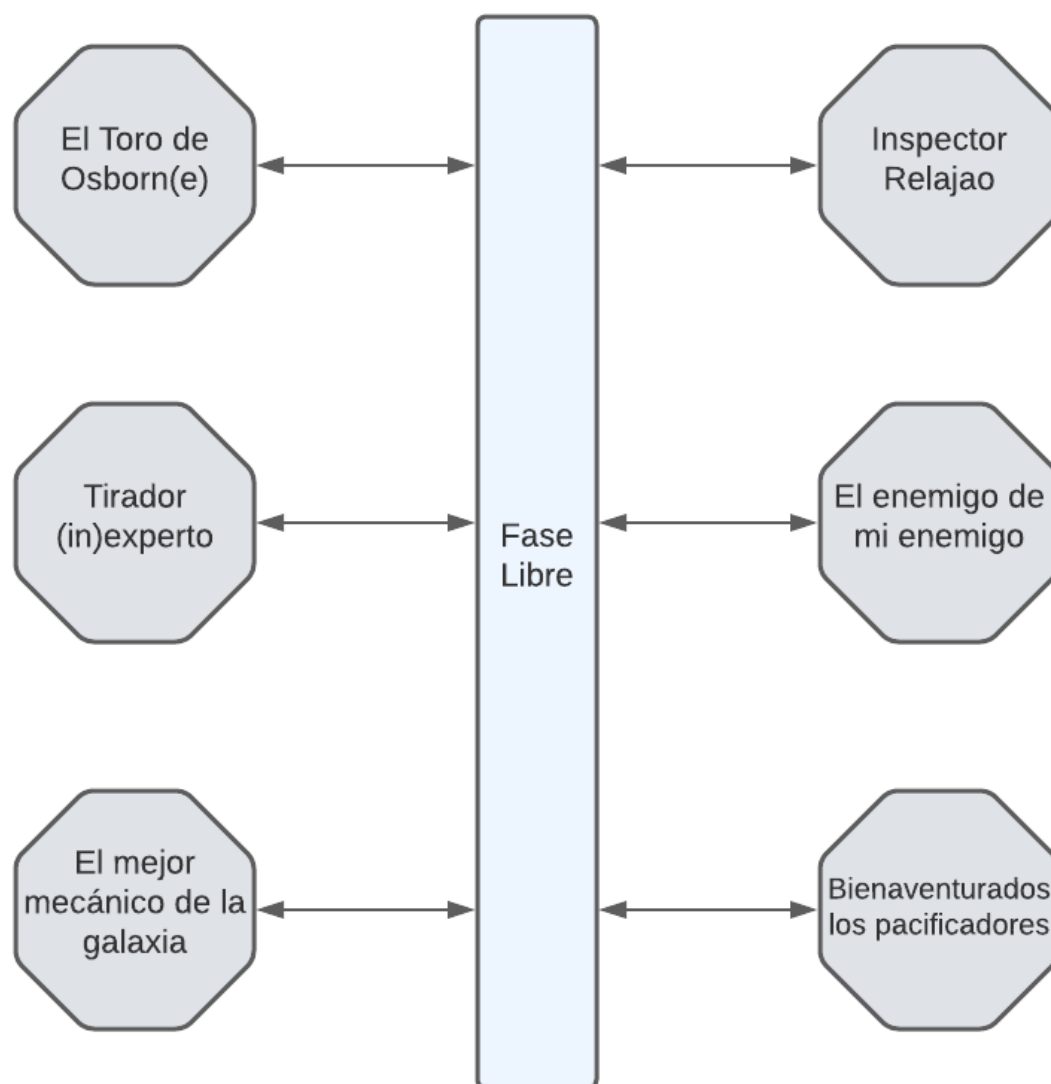 El Toro de
Osborn(e)
Inspector
Relajao
Tirador
(in)experto
Fase
Libre
El enemigo de
mi enemigo
El mejor
mecánico de la
galaxia
Bienaventurados
los pacificadores